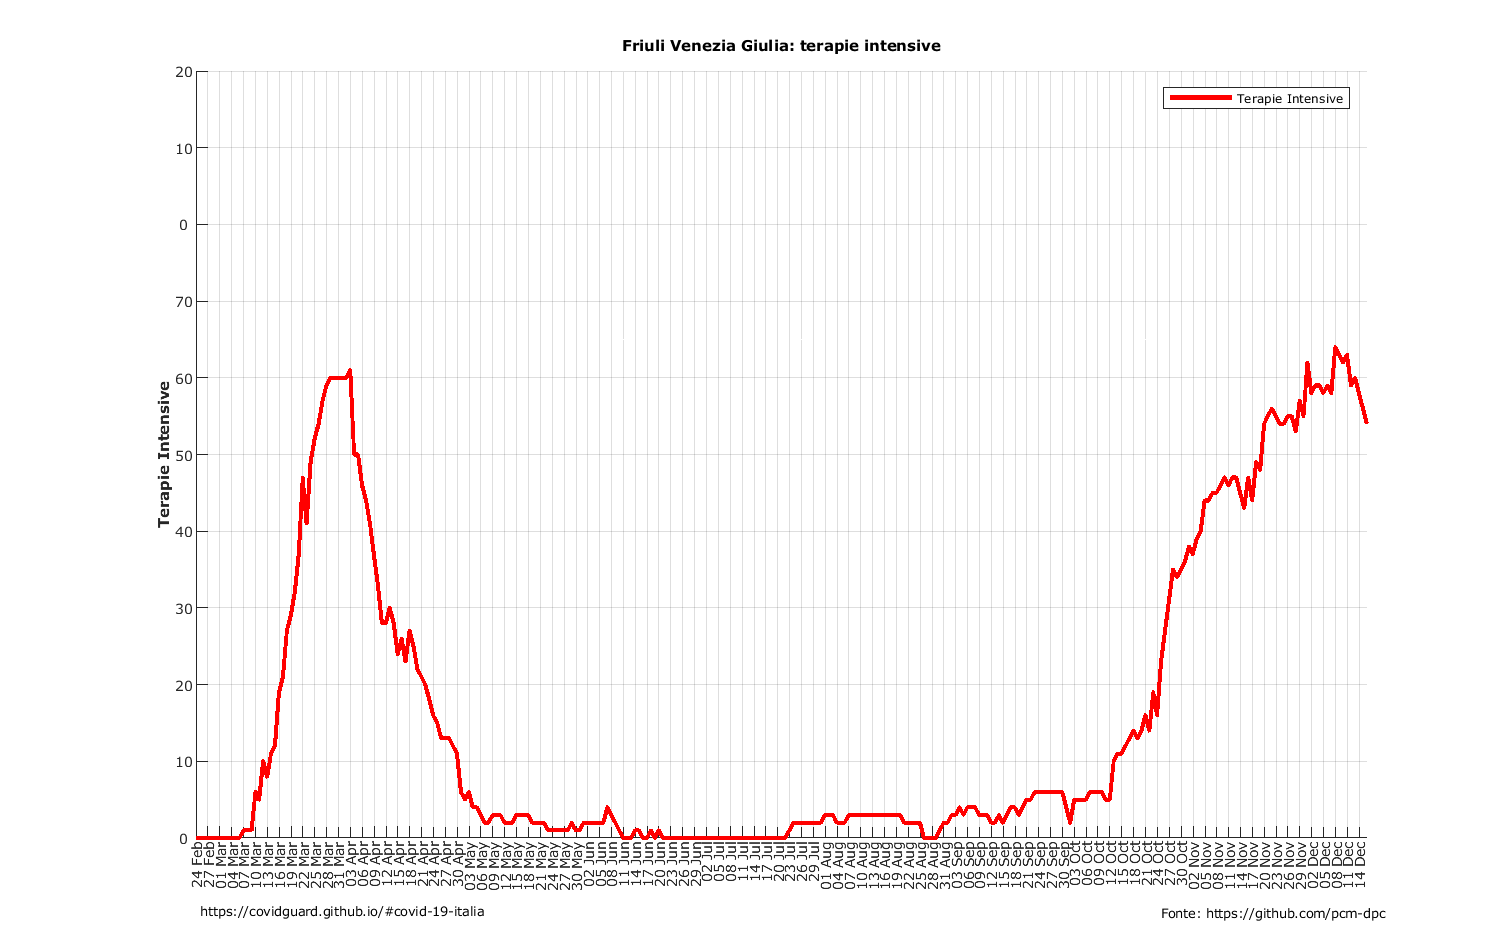 Friuli Venezia Giulia: terapie intensive
20
10
0
70
60
50
40
30
20
10
0
Terapie Intensive
Terapie Intensive
24 Feb
27 Feb
01 Mar
04 Mar
07 Mar
10 Mar
13 Mar
16 Mar
19 Mar
22 Mar
25 Mar
28 Mar
31 Mar
03 Apr
06 Apr
09 Apr
12 Apr
15 Apr
18 Apr
21 Apr
24 Apr
27 Apr
30 Apr
03 May
06 May
09 May
12 May
15 May
18 May
21 May
24 May
27 May
30 May
02 Jun
05 Jun
08 Jun
11 Jun
14 Jun
17 Jun
20 Jun
23 Jun
26 Jun
29 Jun
02 Jul
05 Jul
08 Jul
11 Jul
14 Jul
17 Jul
20 Jul
23 Jul
26 Jul
29 Jul
01 Aug
04 Aug
07 Aug
10 Aug
13 Aug
16 Aug
19 Aug
22 Aug
25 Aug
28 Aug
31 Aug
03 Sep
06 Sep
09 Sep
12 Sep
15 Sep
18 Sep
21 Sep
24 Sep
27 Sep
30 Sep
03 Oct
06 Oct
09 Oct
12 Oct
15 Oct
18 Oct
21 Oct
24 Oct
27 Oct
30 Oct
02 Nov
05 Nov
08 Nov
11 Nov
14 Nov
17 Nov
20 Nov
23 Nov
26 Nov
29 Nov
02 Dec
05 Dec
08 Dec
11 Dec
14 Dec
https://covidguard.github.io/#covid-19-italia
Fonte: https://github.com/pcm-dpc